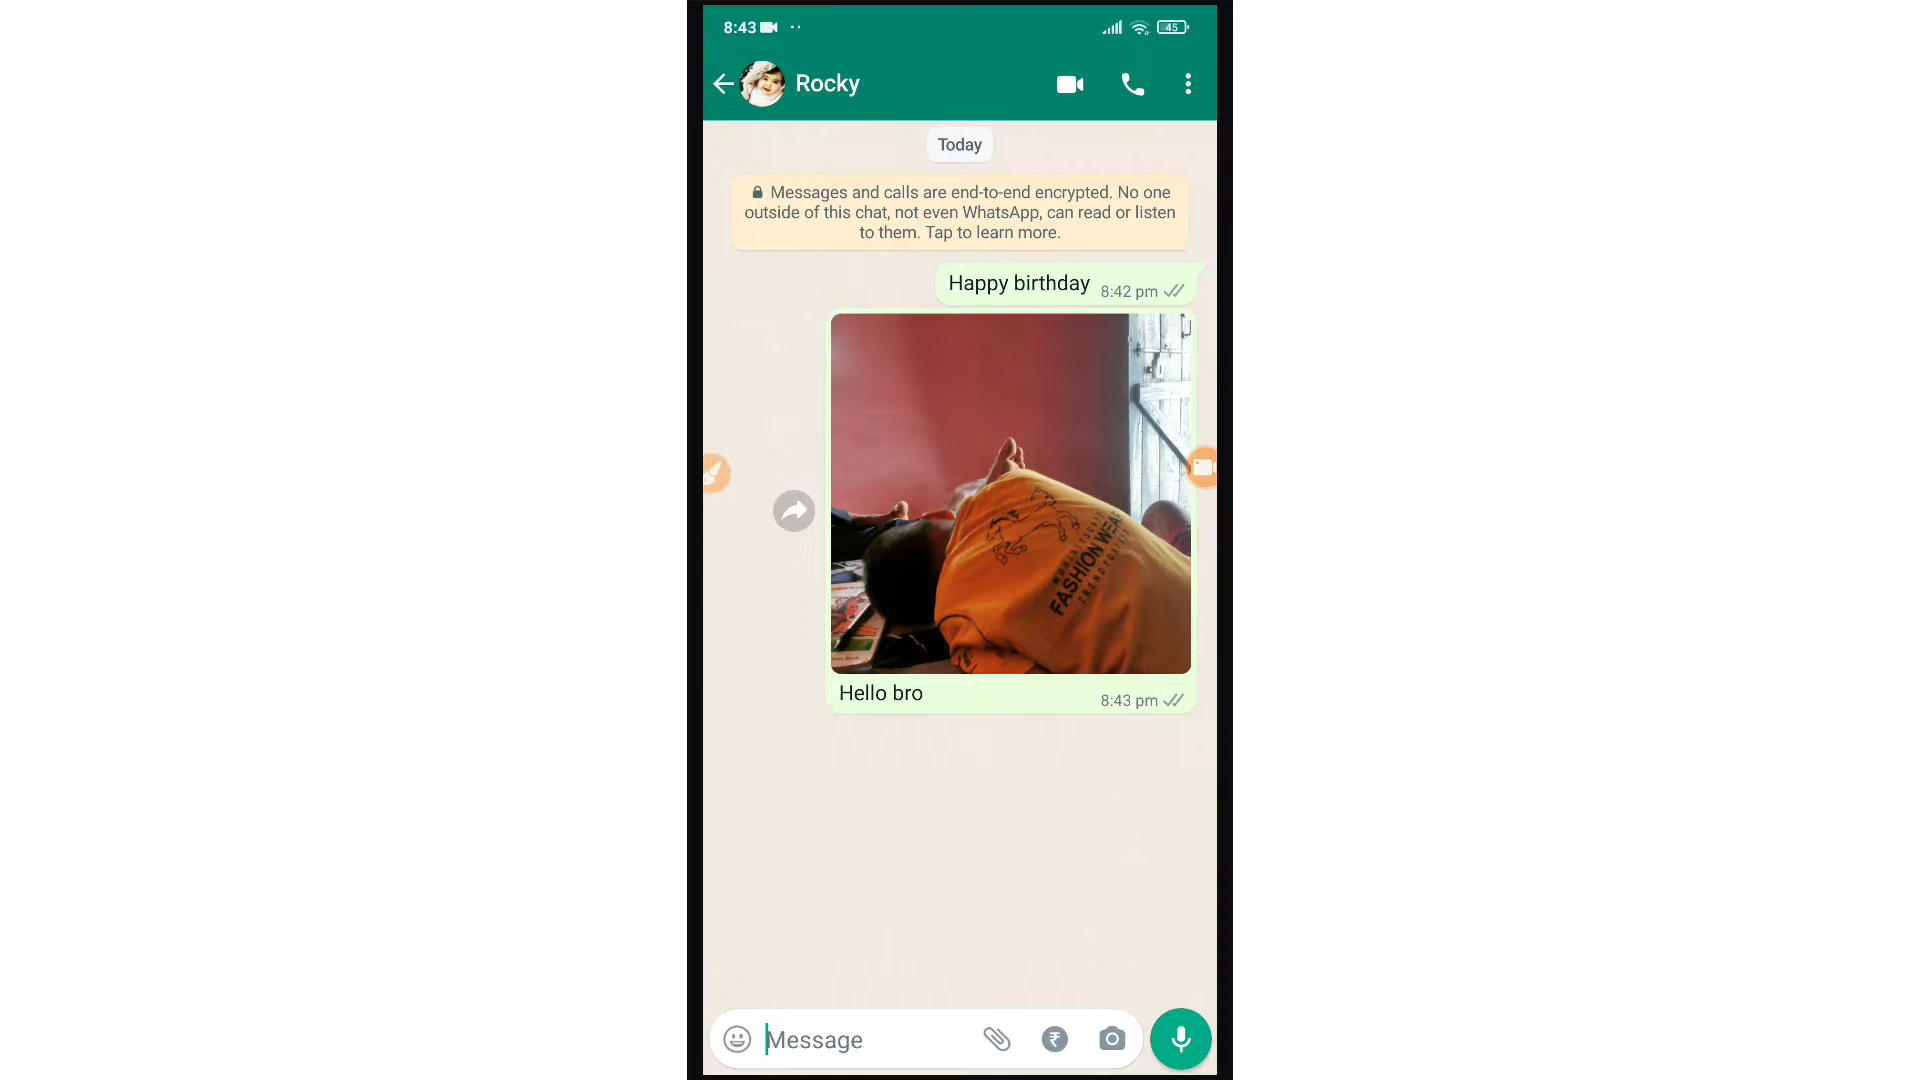 8:43
45
Rocky
Today
Messages and calls are end-to-end encrypted. No one
outside of this chat, not even WhatsApp, can read or listen
to them. Tap to learn more.
Happy birthday 8:42 pm
FASHION WEAR
Hello bro 8:43 pm
Message